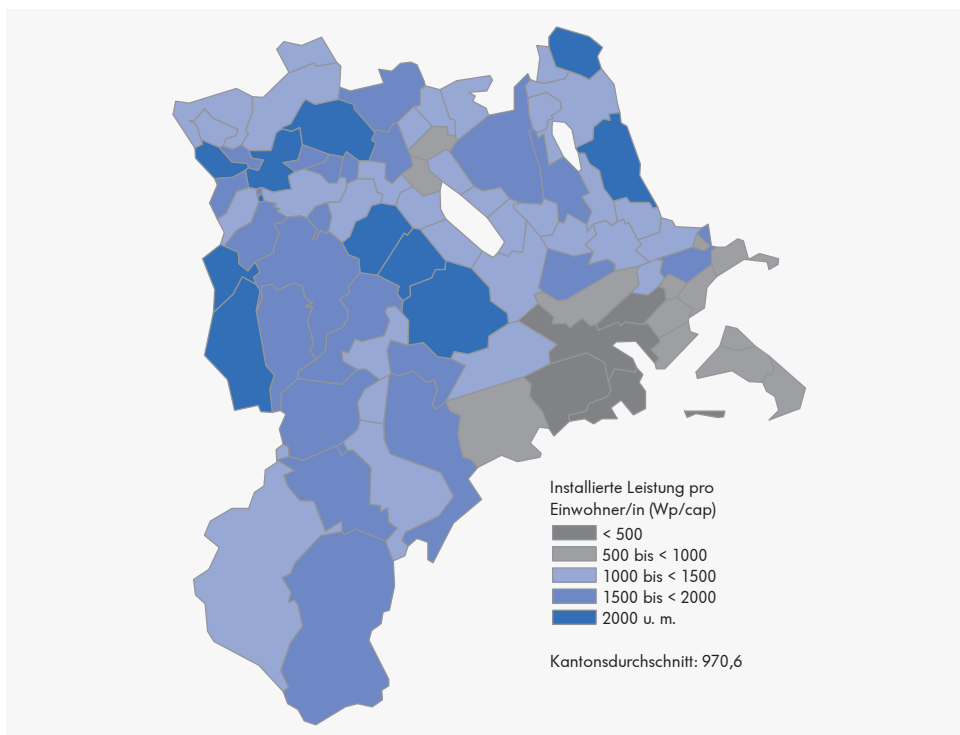 Installierte Leistung pro
Einwohner/in (Wp/cap)
< 500
500 bis < 1000
1000 bis < 1500
1500 bis < 2000
2000 u. m.
Kantonsdurchschnitt: 970,6